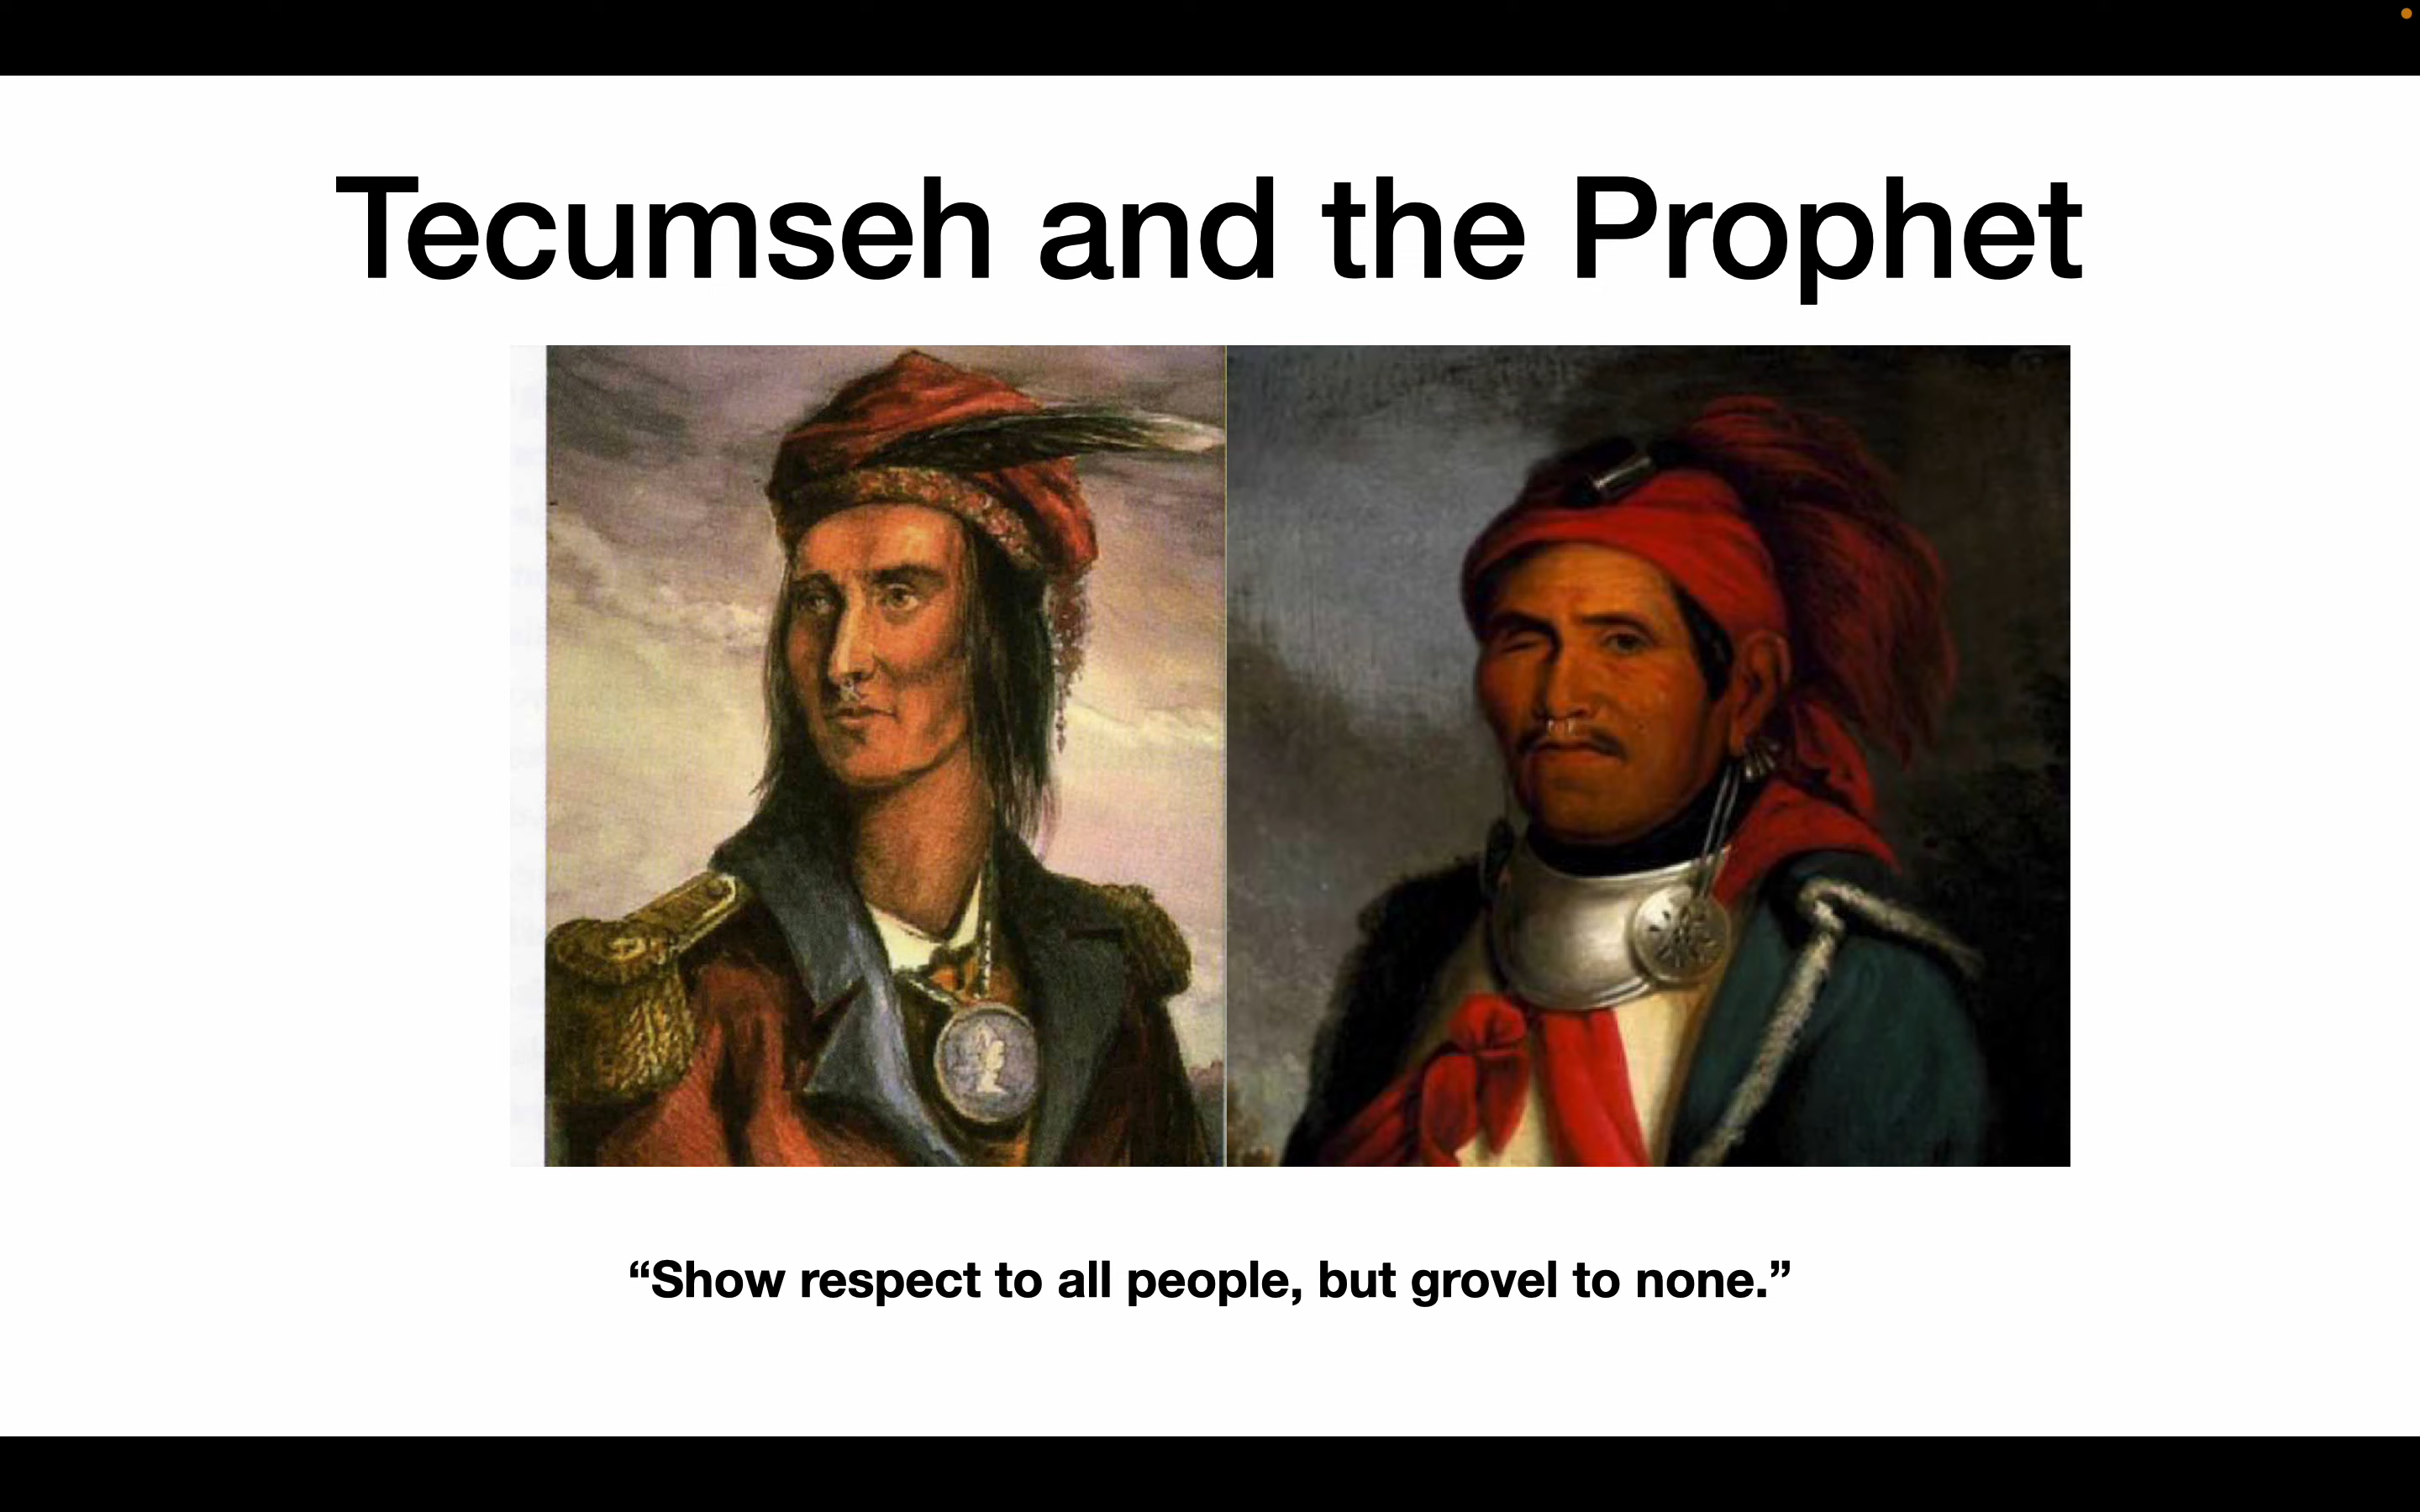 Tecumseh and the Prophet
“Show respect to all people, but grovel to none.”